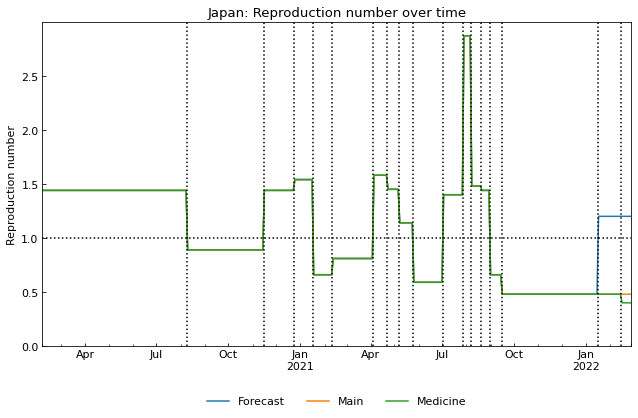 Japan: Reproduction number over time
Reproduction number
2.5
2.0
1.5
1.0
0.5
0.0
Apr Jul Oct Jan Apr Jul Oct Jan
2021 2022
Forecast Main Medicine